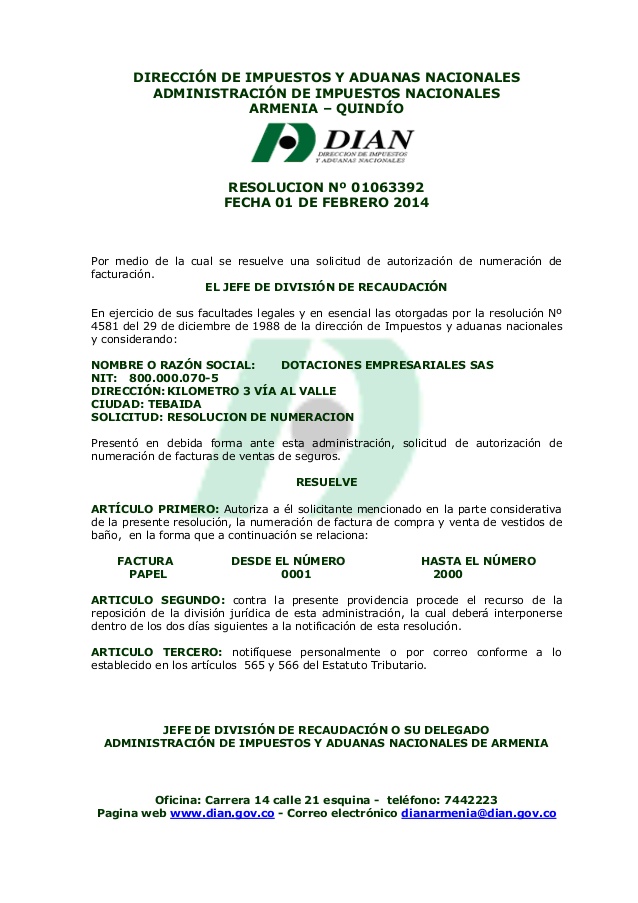 DIRECCIÓN DE IMPUESTOS Y ADUANAS NACIONALES
ADMINISTRACIÓN DE IMPUESTOS NACIONALES
ARMENIA – QUINDÍO
DIAN
DIRECCION DE IMPUESTOS
Y ADUANAS NACIONALES
RESOLUCION Nº 01063392
FECHA 01 DE FEBRERO 2014
Por medio de la cual se resuelve una solicitud de autorización de numeración de
facturación.
EL JEFE DE DIVISIÓN DE RECAUDACIÓN
En ejercicio de sus facultades legales y en esencial las otorgadas por la resolución Nº
4581 del 29 de diciembre de 1988 de la dirección de Impuestos y aduanas nacionales
y considerando:
NOMBRE O RAZÓN SOCIAL: DOTACIONES EMPRESARIALES SAS
NIT: 800.000.070-5
DIRECCIÓN: KILOMETRO 3 VÍA AL VALLE
CIUDAD: TEBAIDA
SOLICITUD: RESOLUCION DE NUMERACION
Presentó en debida forma ante esta administración, solicitud de autorización de
numeración de facturas de ventas de seguros.
RESUELVE
ARTÍCULO PRIMERO: Autoriza a él solicitante mencionado en la parte considerativa
de la presente resolución, la numeración de factura de compra y venta de vestidos de
baño, en la forma que a continuación se relaciona:
FACTURA DESDE EL NÚMERO HASTA EL NÚMERO
PAPEL 0001 2000
ARTICULO SEGUNDO: contra la presente providencia procede el recurso de la
reposición de la división jurídica de esta administración, la cual deberá interponerse
dentro de los dos días siguientes a la notificación de esta resolución.
ARTICULO TERCERO: notifíquese personalmente o por correo conforme a lo
establecido en los artículos 565 y 566 del Estatuto Tributario.
JEFE DE DIVISIÓN DE RECAUDACIÓN O SU DELEGADO
ADMINISTRACIÓN DE IMPUESTOS Y ADUANAS NACIONALES DE ARMENIA
Oficina: Carrera 14 calle 21 esquina - teléfono: 7442223
Pagina web www.dian.gov.co - Correo electrónico dianarmenia@dian.gov.co